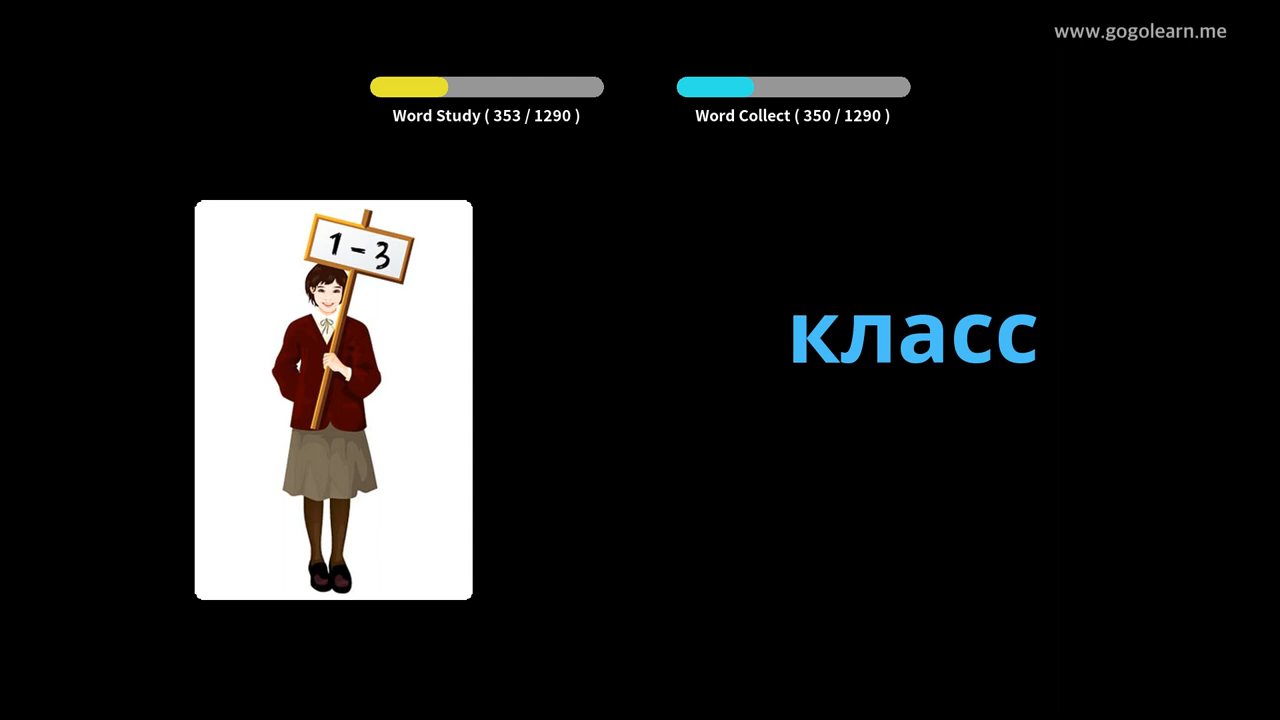 www.gogolearn.me
Word Study ( 353 / 1290 )
Word Collect ( 350 / 1290 )
1 - 3
класс